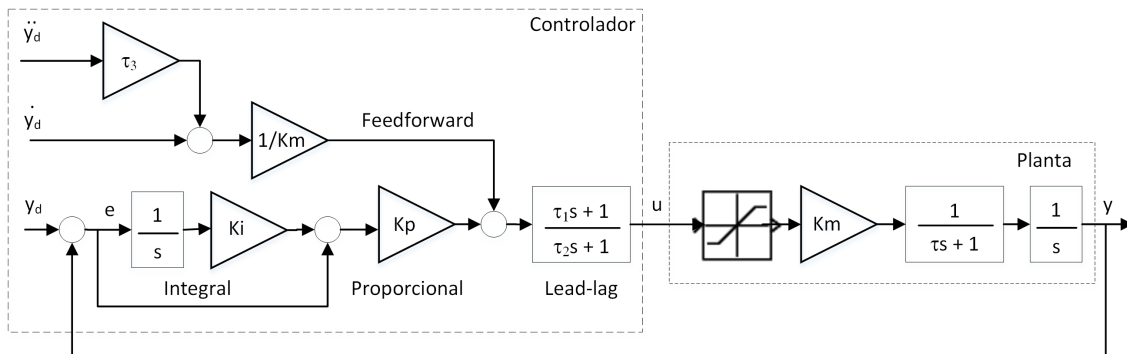 Controlador
ÿd
τ3
ẏd
1/Km
Feedforward
Planta
yd
e
1
s
Ki
Kp
τ1s + 1
τ2s + 1
u
Km
1
τs + 1
1
s
y
Integral
Proporcional
Lead-lag